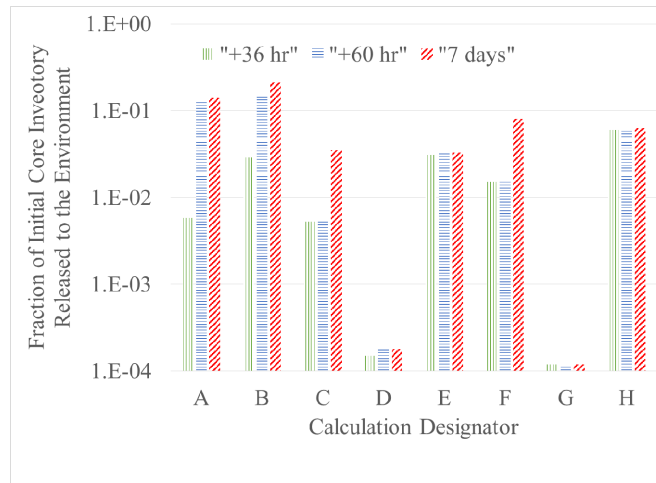 1.E+00
"+36 hr" "+60 hr" "7 days"
1.E-01
1.E-02
1.E-03
1.E-04
Fraction of Initial Core Inveotory
Released to the Environment
A B C D E F G H
Calculation Designator